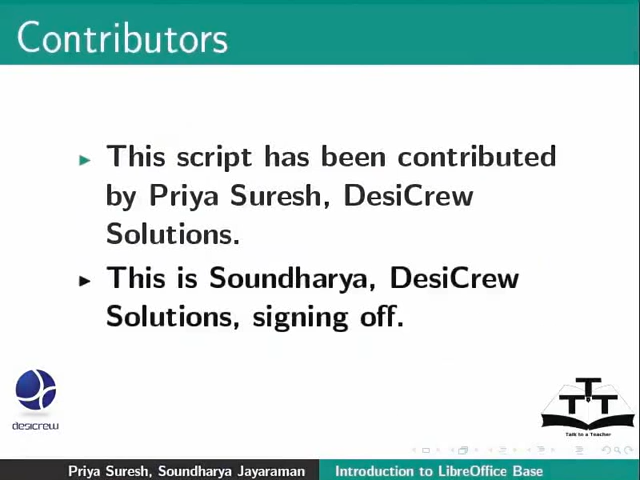 Contributors
This script has been contributed
by Priya Suresh, DesiCrew
Solutions.
This is Soundharya, DesiCrew
Solutions, signing off.
desicrew
T
T T
Talk to a Teacher
Priya Suresh, Soundharya Jayaraman
Introduction to LibreOffice Base